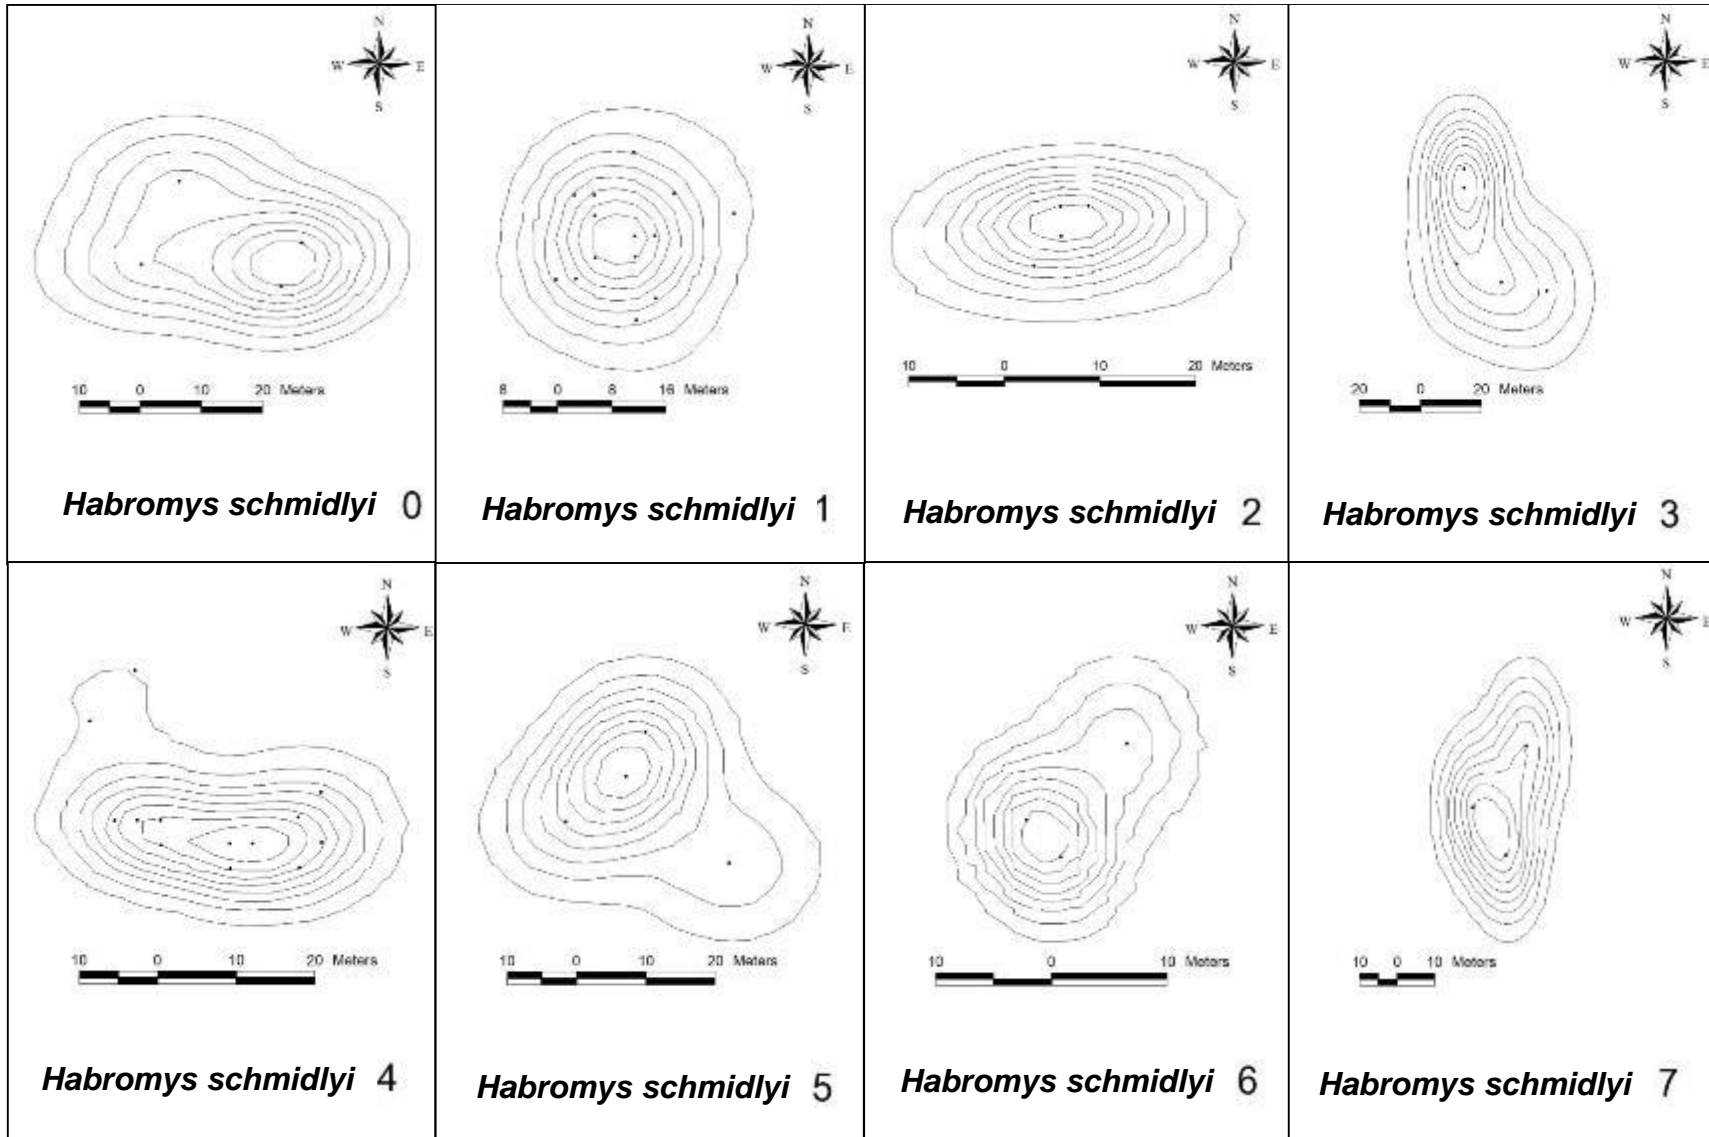 N
W E
S
10 0 10 20 Meters
Habromys schmidlyi 0
N
W E
S
8 0 8 16 Meters
Habromys schmidlyi 1
N
W E
S
10 0 10 20 Meters
Habromys schmidlyi 2
N
W E
S
20 0 20 Meters
Habromys schmidlyi 3
N
W E
S
10 0 10 20 Meters
Habromys schmidlyi 4
N
W E
S
10 0 10 20 Meters
Habromys schmidlyi 5
N
W E
S
10 0 10 Meters
Habromys schmidlyi 6
N
W E
S
10 0 10 Meters
Habromys schmidlyi 7